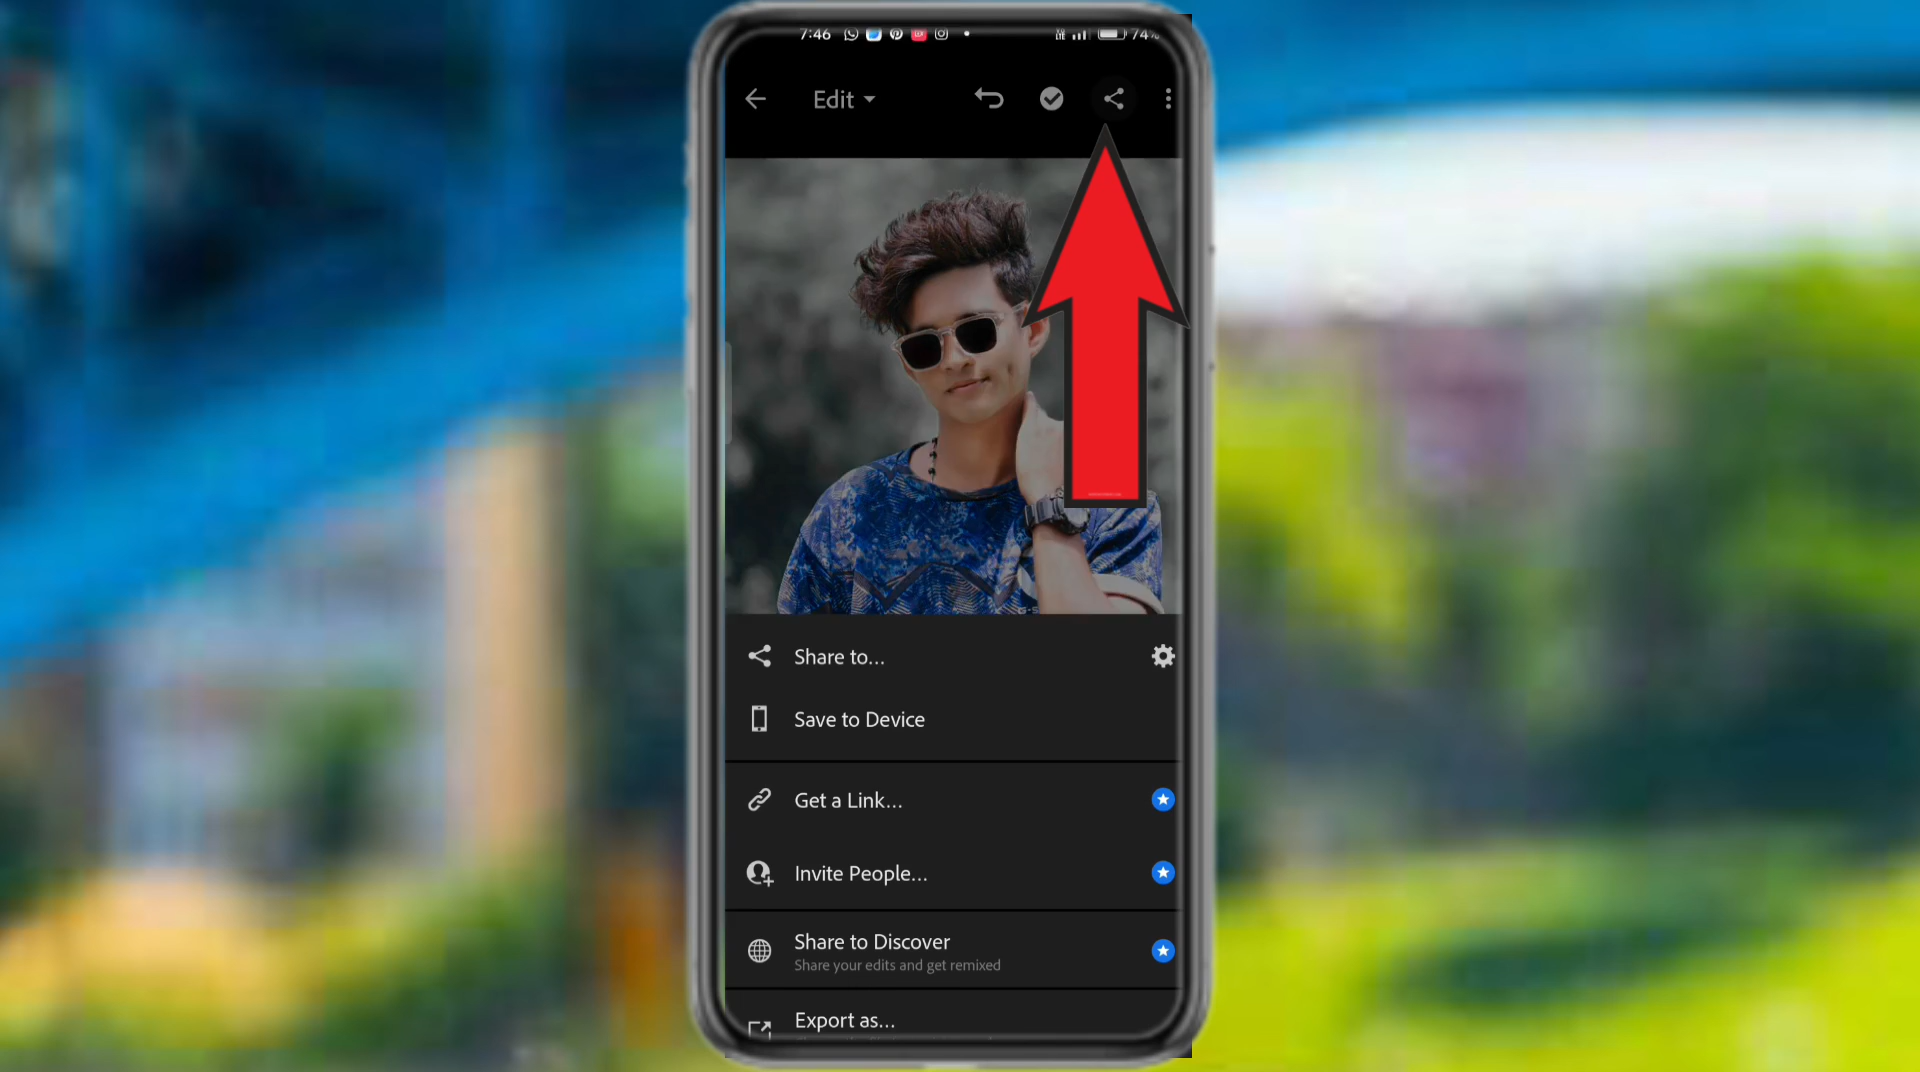 7:46
74%
Edit
G-S
Share to...
Save to Device
Get a Link...
Invite People...
Share to Discover
Share your edits and get remixed
Export as...